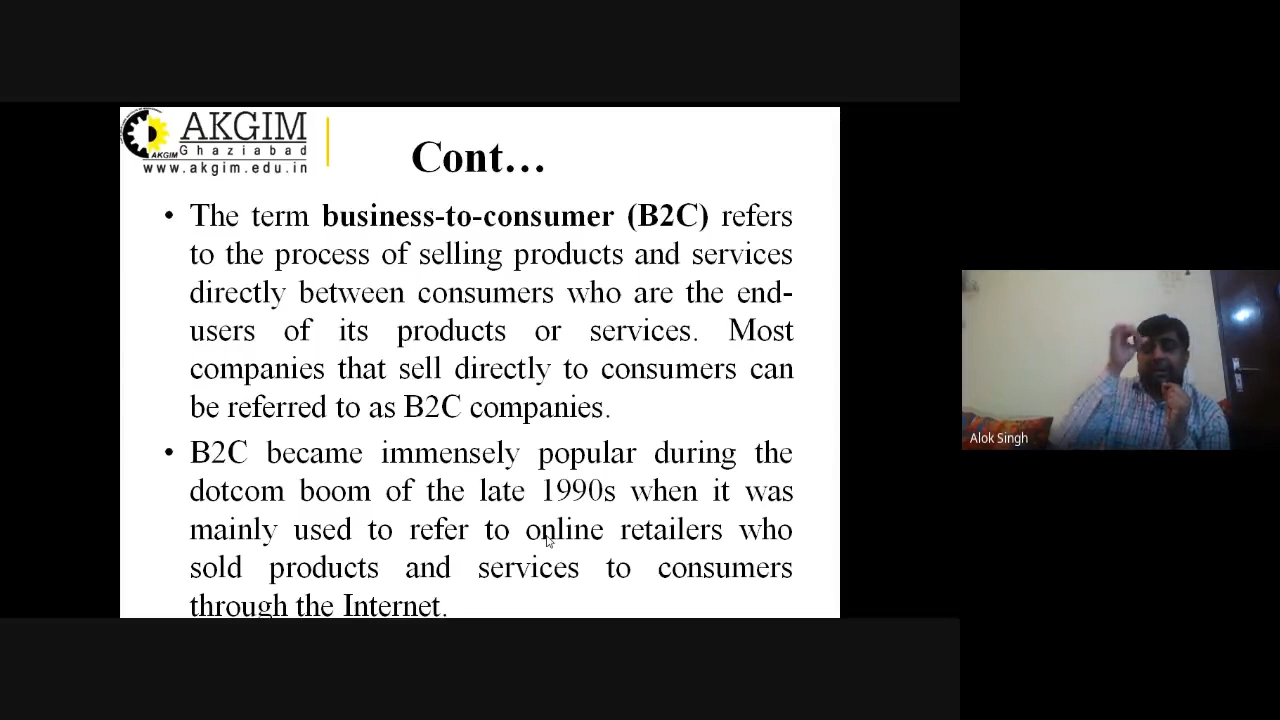 AKGIM
Ghaziabad
AKGIM
www.akgim.edu.in
Cont…
• The term business-to-consumer (B2C) refers
to the process of selling products and services
directly between consumers who are the end-
users of its products or services. Most
companies that sell directly to consumers can
be referred to as B2C companies.
• B2C became immensely popular during the
dotcom boom of the late 1990s when it was
mainly used to refer to online retailers who
sold products and services to consumers
through the Internet.
Alok Singh